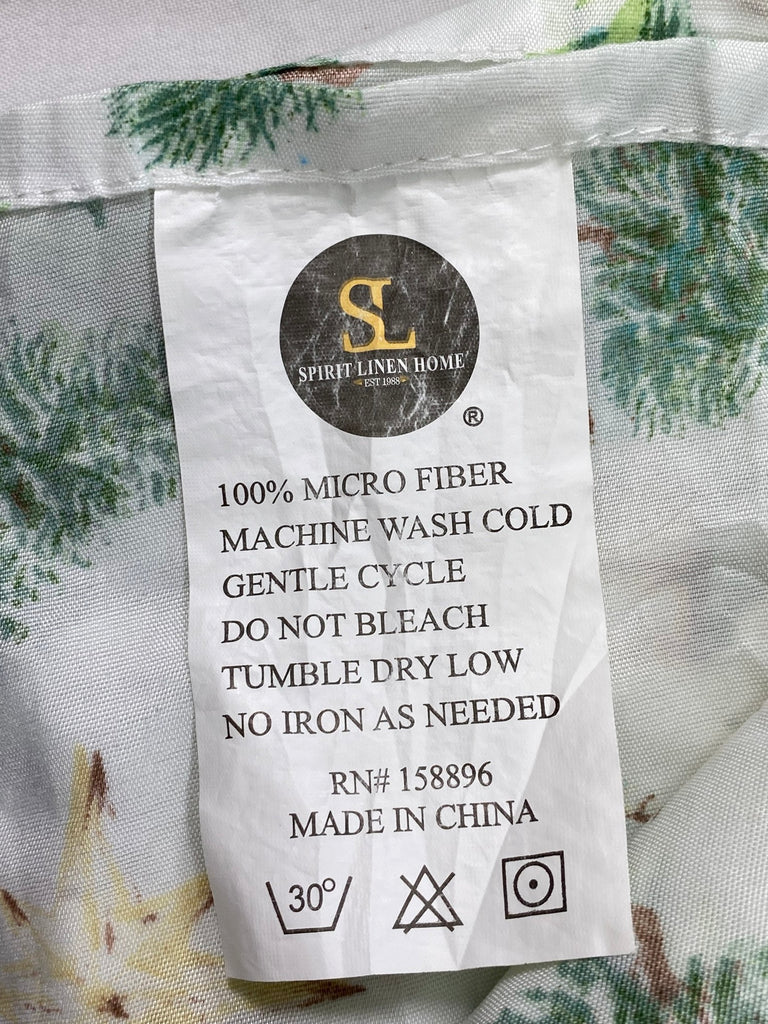 SL
SPIRIT LINEN HOME
EST 1988
®
100% MICRO FIBER
MACHINE WASH COLD
GENTLE CYCLE
DO NOT BLEACH
TUMBLE DRY LOW
NO IRON AS NEEDED
RN# 158896
MADE IN CHINA
30°